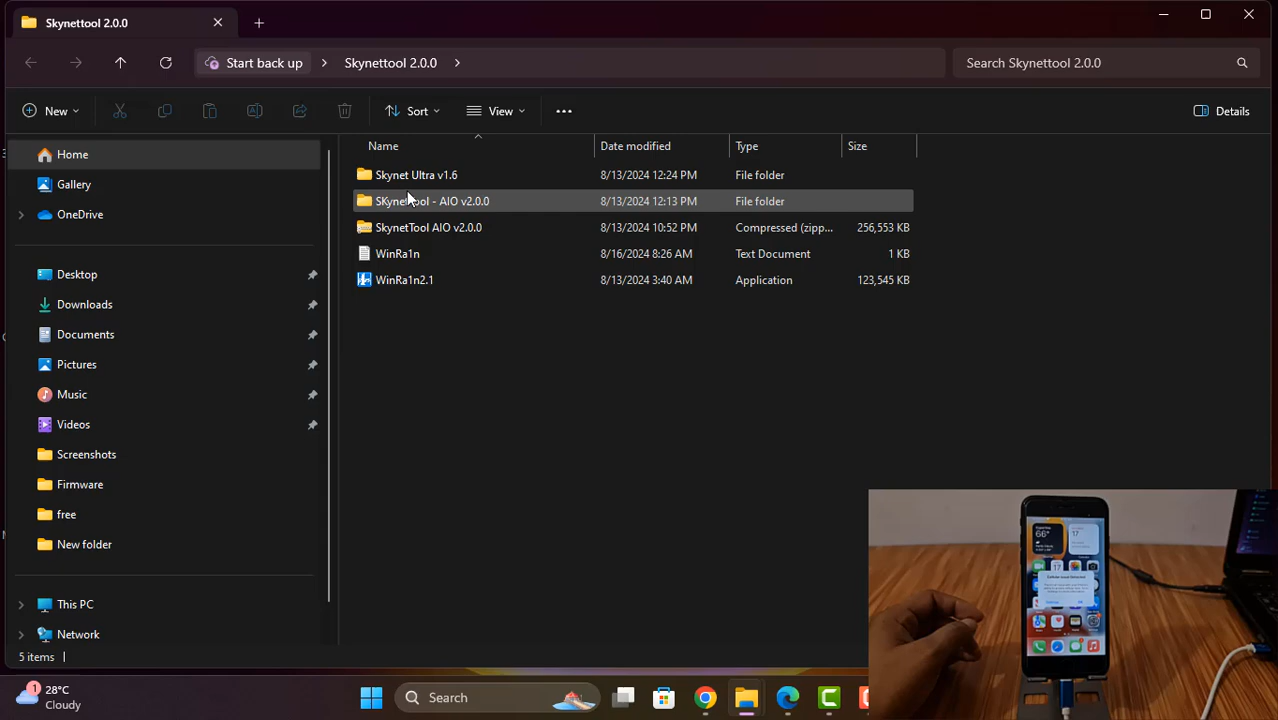 Skynettool 2.0.0
Start back up
Skynettool 2.0.0
Search Skynettool 2.0.0
New
Sort
View
Details
Name
Date modified
Type
Size
Home
Gallery
OneDrive
Desktop
Downloads
Documents
Pictures
Music
Videos
Screenshots
Firmware
free
New folder
This PC
Network
Skynet Ultra v1.6 8/13/2024 12:24 PM File folder
8/13/2024 12:13 PM File folder
- AIO v2.0.0
SkynetTool AIO v2.0.0 8/13/2024 10:52 PM Compressed (zipp... 256,553 KB
WinRa1n 8/16/2024 8:26 AM Text Document 1 KB
WinRa1n2.1 8/13/2024 3:40 AM Application 123,545 KB
66°
17
5 items
1
28°C
Cloudy
Search